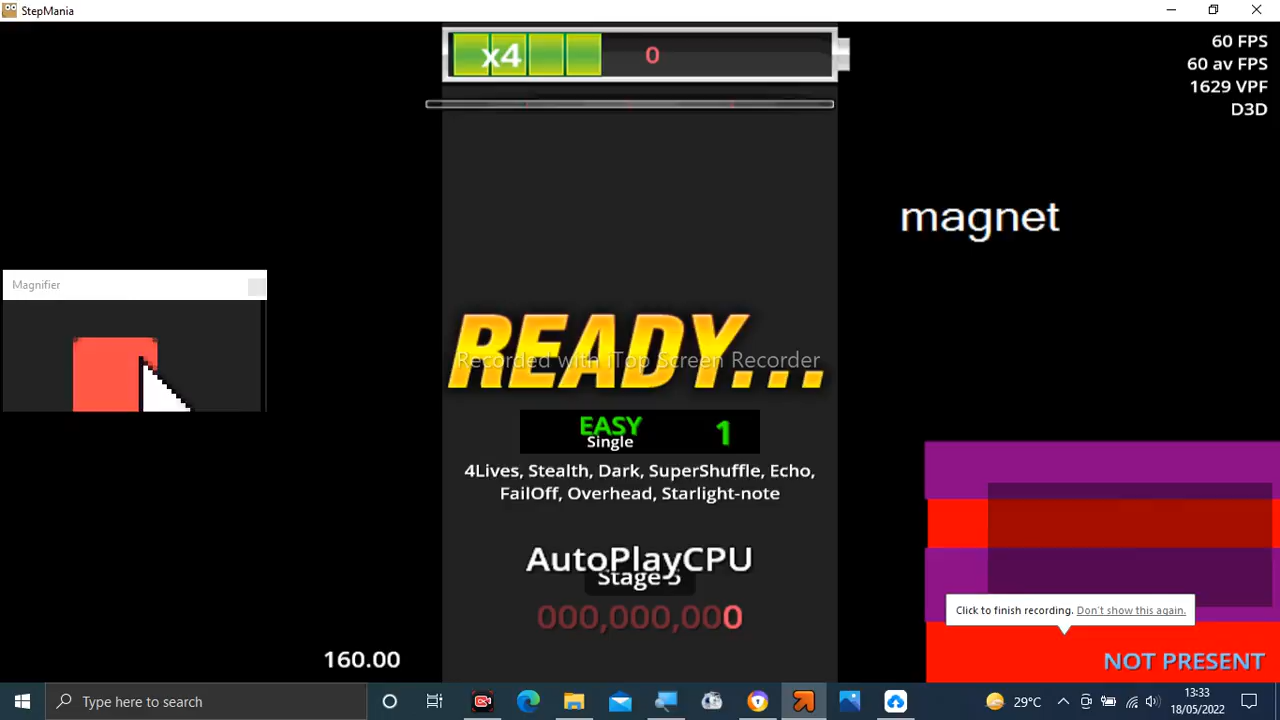 StepMania
x4
0
60 FPS
60 av FPS
1629 VPF
D3D
magnet
Magnifier
READY...
Recorded with iTop Screen Recorder
EASY
Single
1
4Lives, Stealth, Dark, SuperShuffle, Echo,
FailOff, Overhead, Starlight-note
AutoPlayCPU
Stage 5
000,000,000
Click to finish recording. Don't show this again.
160.00
NOT PRESENT
Type here to search
29°C
13:33
18/05/2022